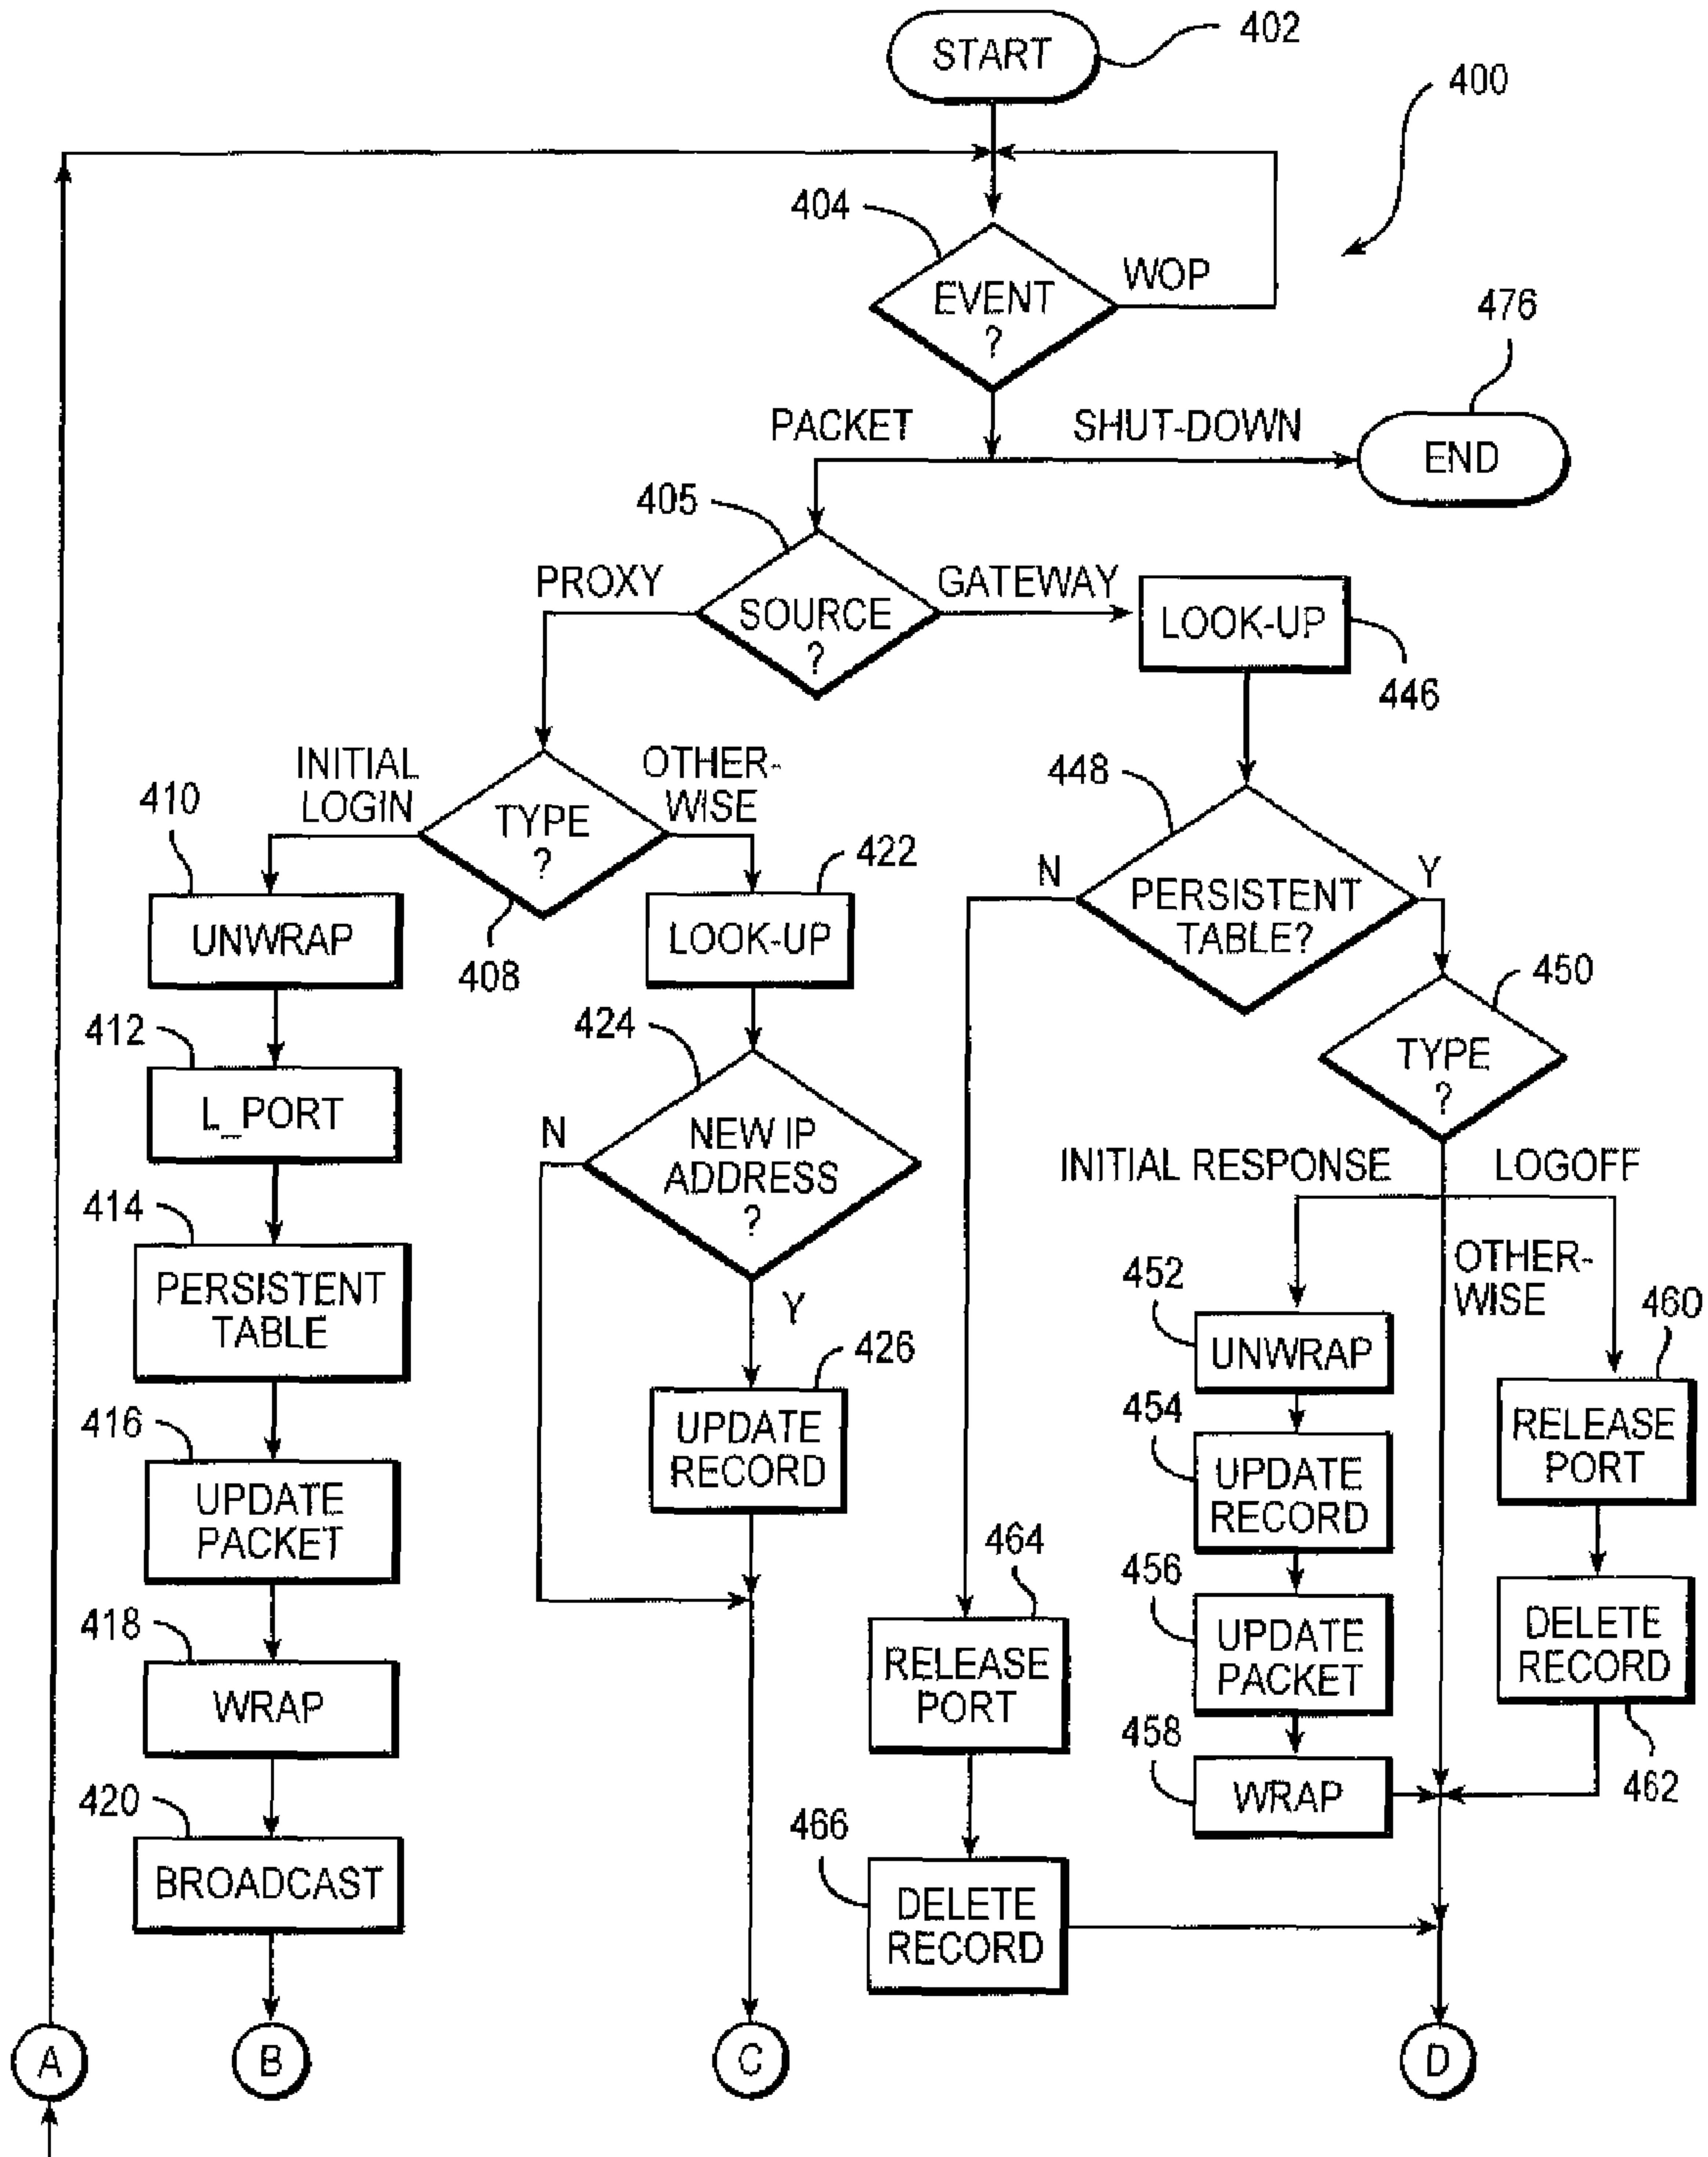 START
402
400
404
EVENT
?
WOP
476
PACKET
SHUT-DOWN
END
405
PROXY
SOURCE
?
GATEWAY
LOOK-UP
446
INITIAL
LOGIN
TYPE
?
OTHER-
WISE
408
410
UNWRAP
422
LOOK-UP
448
N
PERSISTENT
TABLE?
Y
450
TYPE
?
412
L_PORT
424
N
NEW IP
ADDRESS
?
Y
INITIAL RESPONSE
LOGOFF
OTHER-
WISE
414
PERSISTENT
TABLE
426
UPDATE
RECORD
452
UNWRAP
460
RELEASE
PORT
416
UPDATE
PACKET
454
UPDATE
RECORD
464
RELEASE
PORT
456
UPDATE
PACKET
DELETE
RECORD
462
418
WRAP
458
WRAP
420
BROADCAST
466
DELETE
RECORD
A
B
C
D